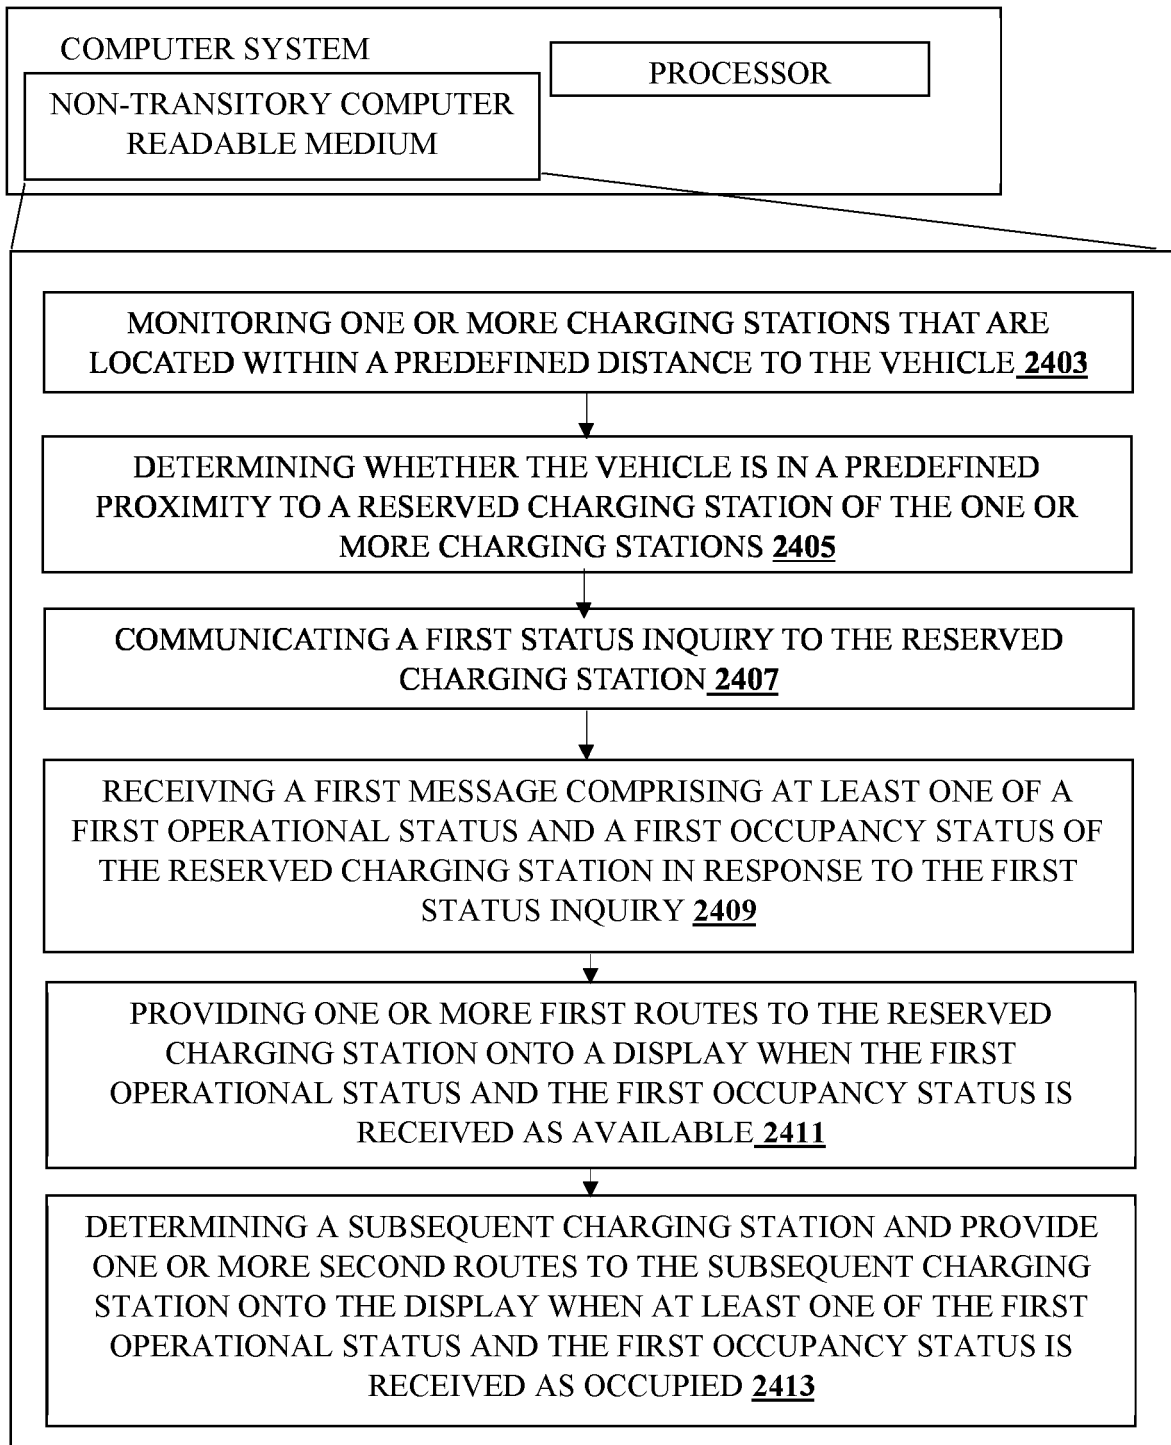 COMPUTER SYSTEM
PROCESSOR
NON-TRANSITORY COMPUTER
READABLE MEDIUM
MONITORING ONE OR MORE CHARGING STATIONS THAT ARE
LOCATED WITHIN A PREDEFINED DISTANCE TO THE VEHICLE 2403
DETERMINING WHETHER THE VEHICLE IS IN A PREDEFINED
PROXIMITY TO A RESERVED CHARGING STATION OF THE ONE OR
MORE CHARGING STATIONS 2405
COMMUNICATING A FIRST STATUS INQUIRY TO THE RESERVED
CHARGING STATION 2407
RECEIVING A FIRST MESSAGE COMPRISING AT LEAST ONE OF A
FIRST OPERATIONAL STATUS AND A FIRST OCCUPANCY STATUS OF
THE RESERVED CHARGING STATION IN RESPONSE TO THE FIRST
STATUS INQUIRY 2409
PROVIDING ONE OR MORE FIRST ROUTES TO THE RESERVED
CHARGING STATION ONTO A DISPLAY WHEN THE FIRST
OPERATIONAL STATUS AND THE FIRST OCCUPANCY STATUS IS
RECEIVED AS AVAILABLE 2411
DETERMINING A SUBSEQUENT CHARGING STATION AND PROVIDE
ONE OR MORE SECOND ROUTES TO THE SUBSEQUENT CHARGING
STATION ONTO THE DISPLAY WHEN AT LEAST ONE OF THE FIRST
OPERATIONAL STATUS AND THE FIRST OCCUPANCY STATUS IS
RECEIVED AS OCCUPIED 2413